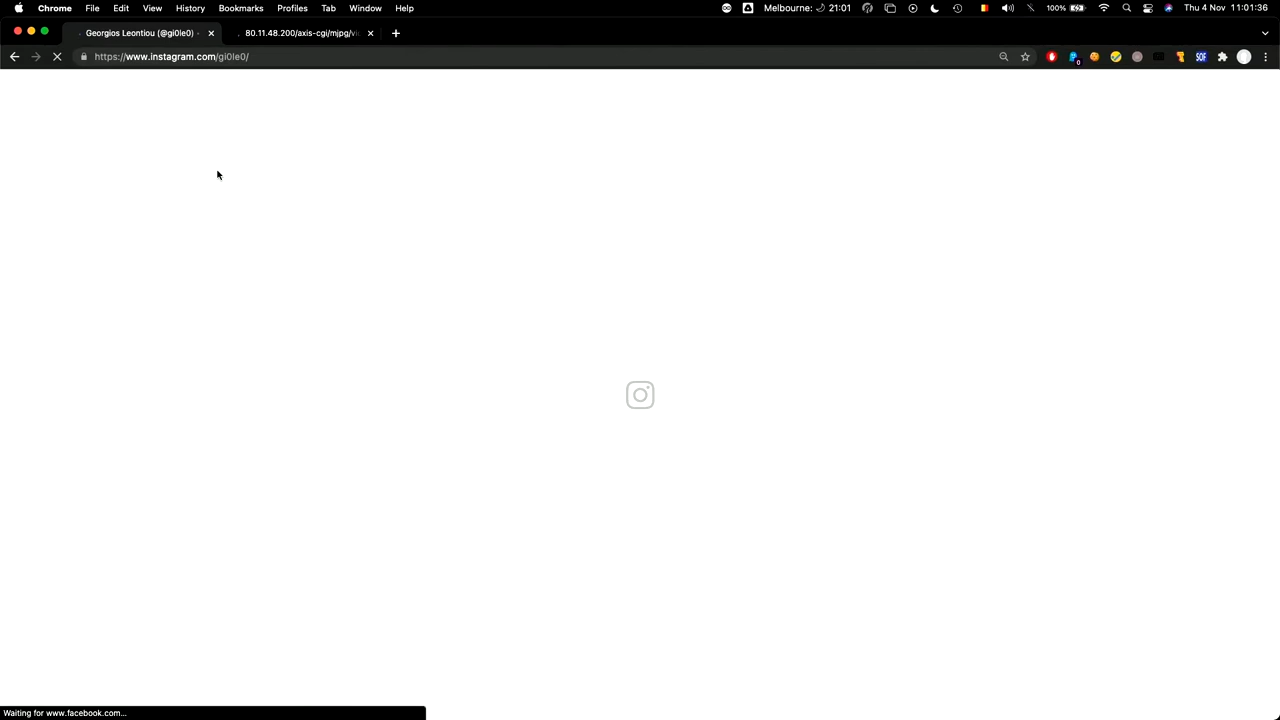 Chrome File Edit View History Bookmarks Profiles Tab Window Help Melbourne: 21:01 100% Thu 4 Nov 11:01:36
Georgios Leontiou (@gi0le0) - 80.11.48.200/axis-cgi/mjpg/vi
https://www.instagram.com/gi0le0/
Waiting for www.facebook.com...